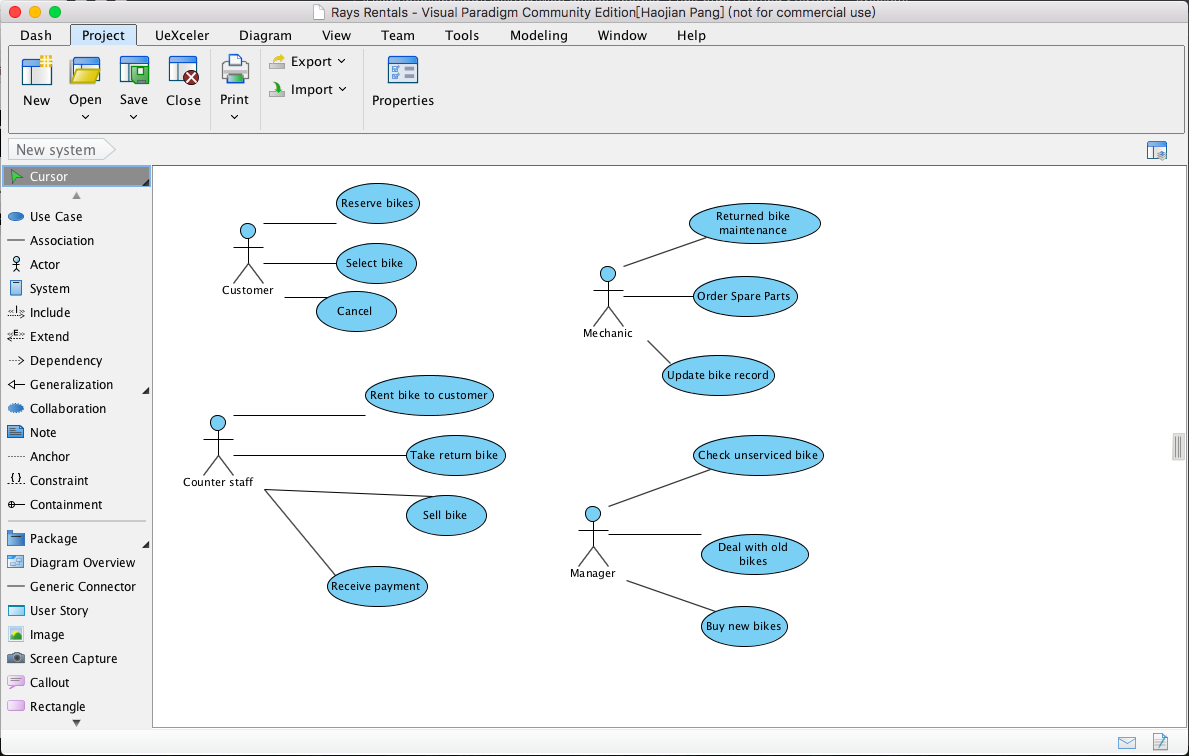 Rays Rentals - Visual Paradigm Community Edition[Haojian Pang] (not for commercial use)
Dash Project UeXceler Diagram View Team Tools Modeling Window Help
New Open Save Close Print Export Import Properties
New system
Cursor
Use Case
Association
Actor
System
Include
Extend
Dependency
Generalization
Collaboration
Note
Anchor
Constraint
Containment
Package
Diagram Overview
Generic Connector
User Story
Image
Screen Capture
Callout
Rectangle
Reserve bikes
Select bike
Customer
Cancel
Returned bike
maintenance
Order Spare Parts
Mechanic
Update bike record
Rent bike to customer
Take return bike
Counter staff
Sell bike
Receive payment
Check unserviced bike
Deal with old
bikes
Manager
Buy new bikes